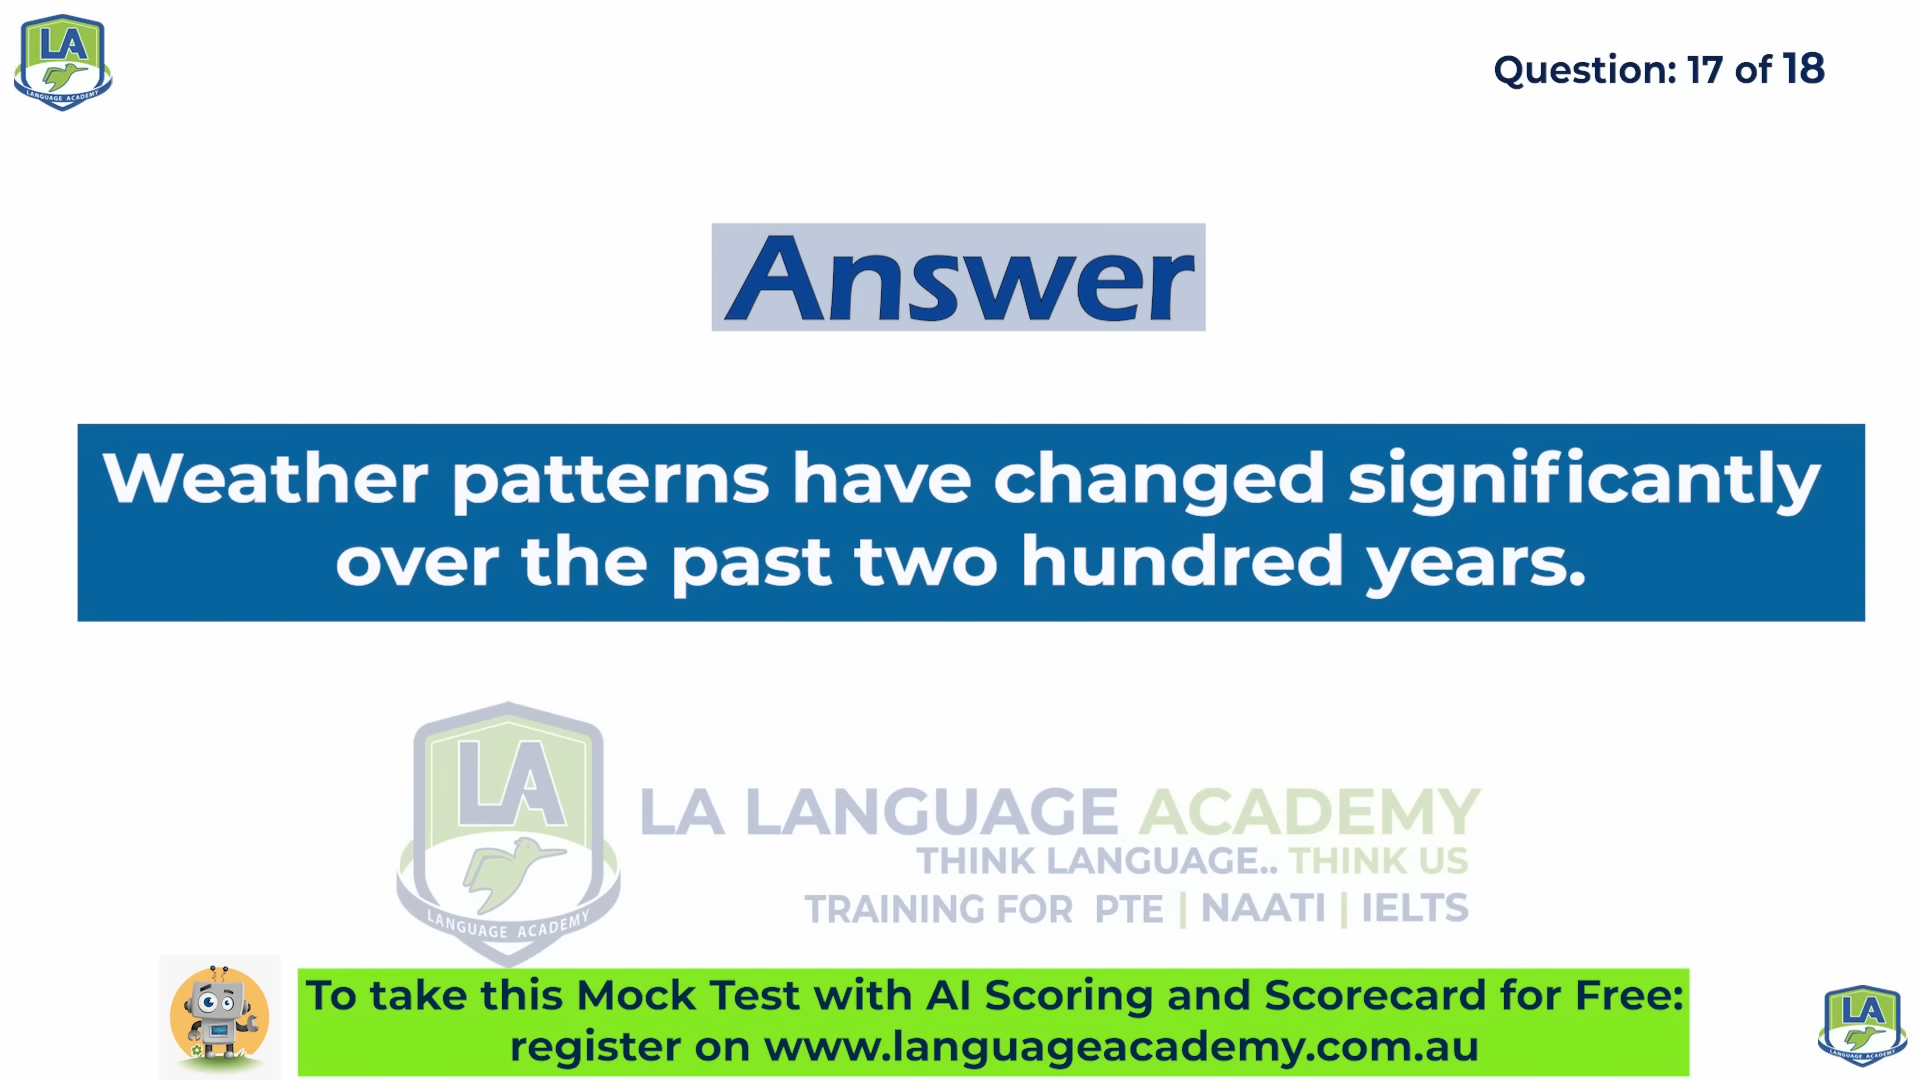 LA
LANGUAGE ACADEMY
Question: 17 of 18
Answer
Weather patterns have changed significantly
over the past two hundred years.
LA
LANGUAGE ACADEMY
LA LANGUAGE ACADEMY
THINK LANGUAGE.. THINK US
TRAINING FOR PTE | NAATI | IELTS
To take this Mock Test with AI Scoring and Scorecard for Free:
register on www.languageacademy.com.au
LA
LANGUAGE ACADEMY